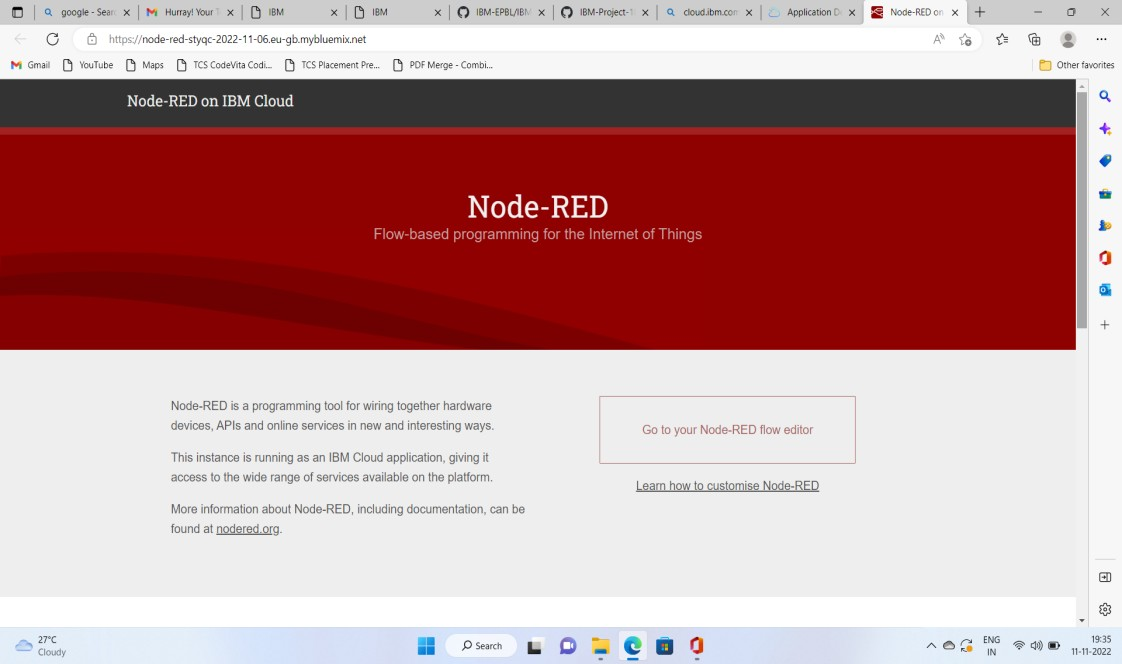 google - Sear
Hurray! Your T
IBM
IBM
IBM-EPBL/IBM
IBM-Project-1
cloud.ibm.com
Application De
Node-RED on
https://node-red-styqc-2022-11-06.eu-gb.mybluemix.net
Gmail
YouTube
Maps
TCS CodeVita Codi...
TCS Placement Pre...
PDF Merge - Combi...
Other favorites
Node-RED on IBM Cloud
Node-RED
Flow-based programming for the Internet of Things
Node-RED is a programming tool for wiring together hardware
devices, APIs and online services in new and interesting ways.
This instance is running as an IBM Cloud application, giving it
access to the wide range of services available on the platform.
More information about Node-RED, including documentation, can be
found at nodered.org.
Go to your Node-RED flow editor
Learn how to customise Node-RED
27°C
Cloudy
Search
ENG
IN
19:35
11-11-2022